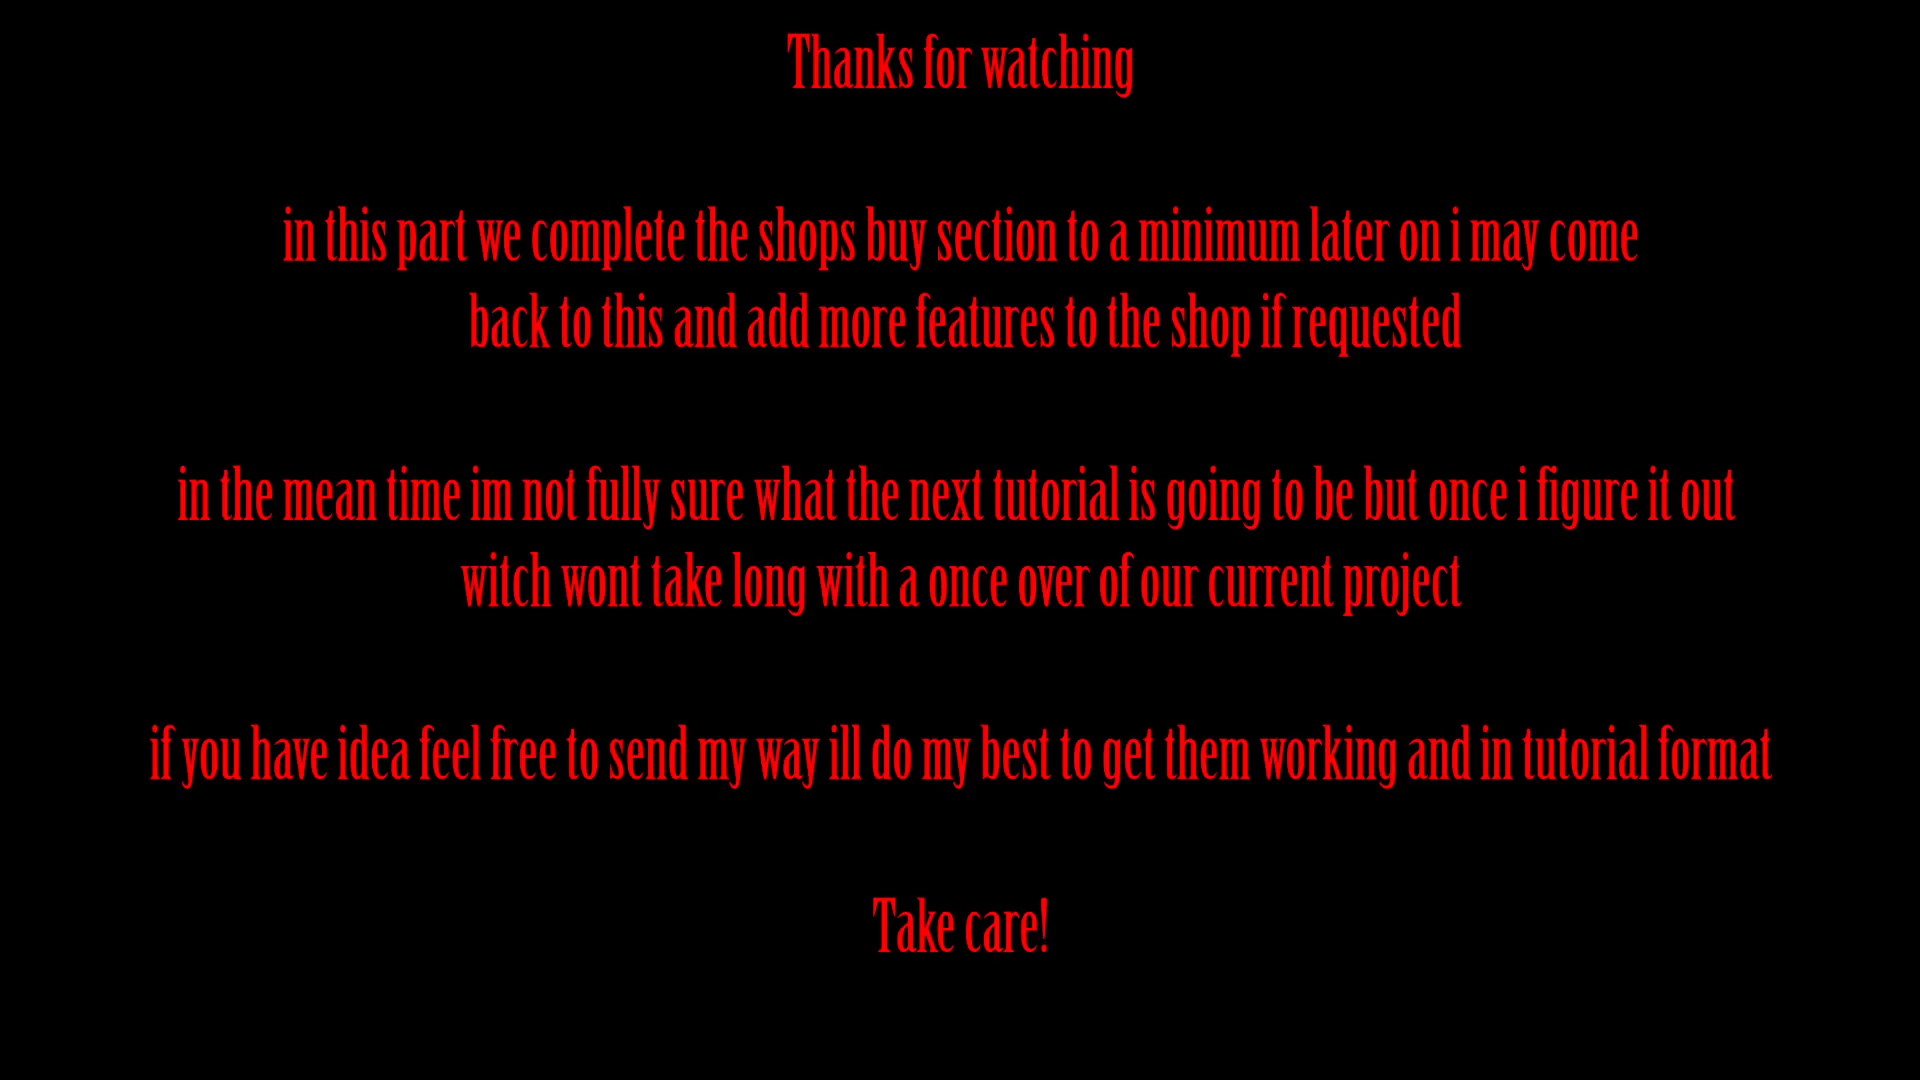 Thanks for watching
in this part we complete the shops buy section to a minimum later on i may come
back to this and add more features to the shop if requested
in the mean time im not fully sure what the next tutorial is going to be but once i figure it out
witch wont take long with a once over of our current project
if you have idea feel free to send my way ill do my best to get them working and in tutorial format
Take care!